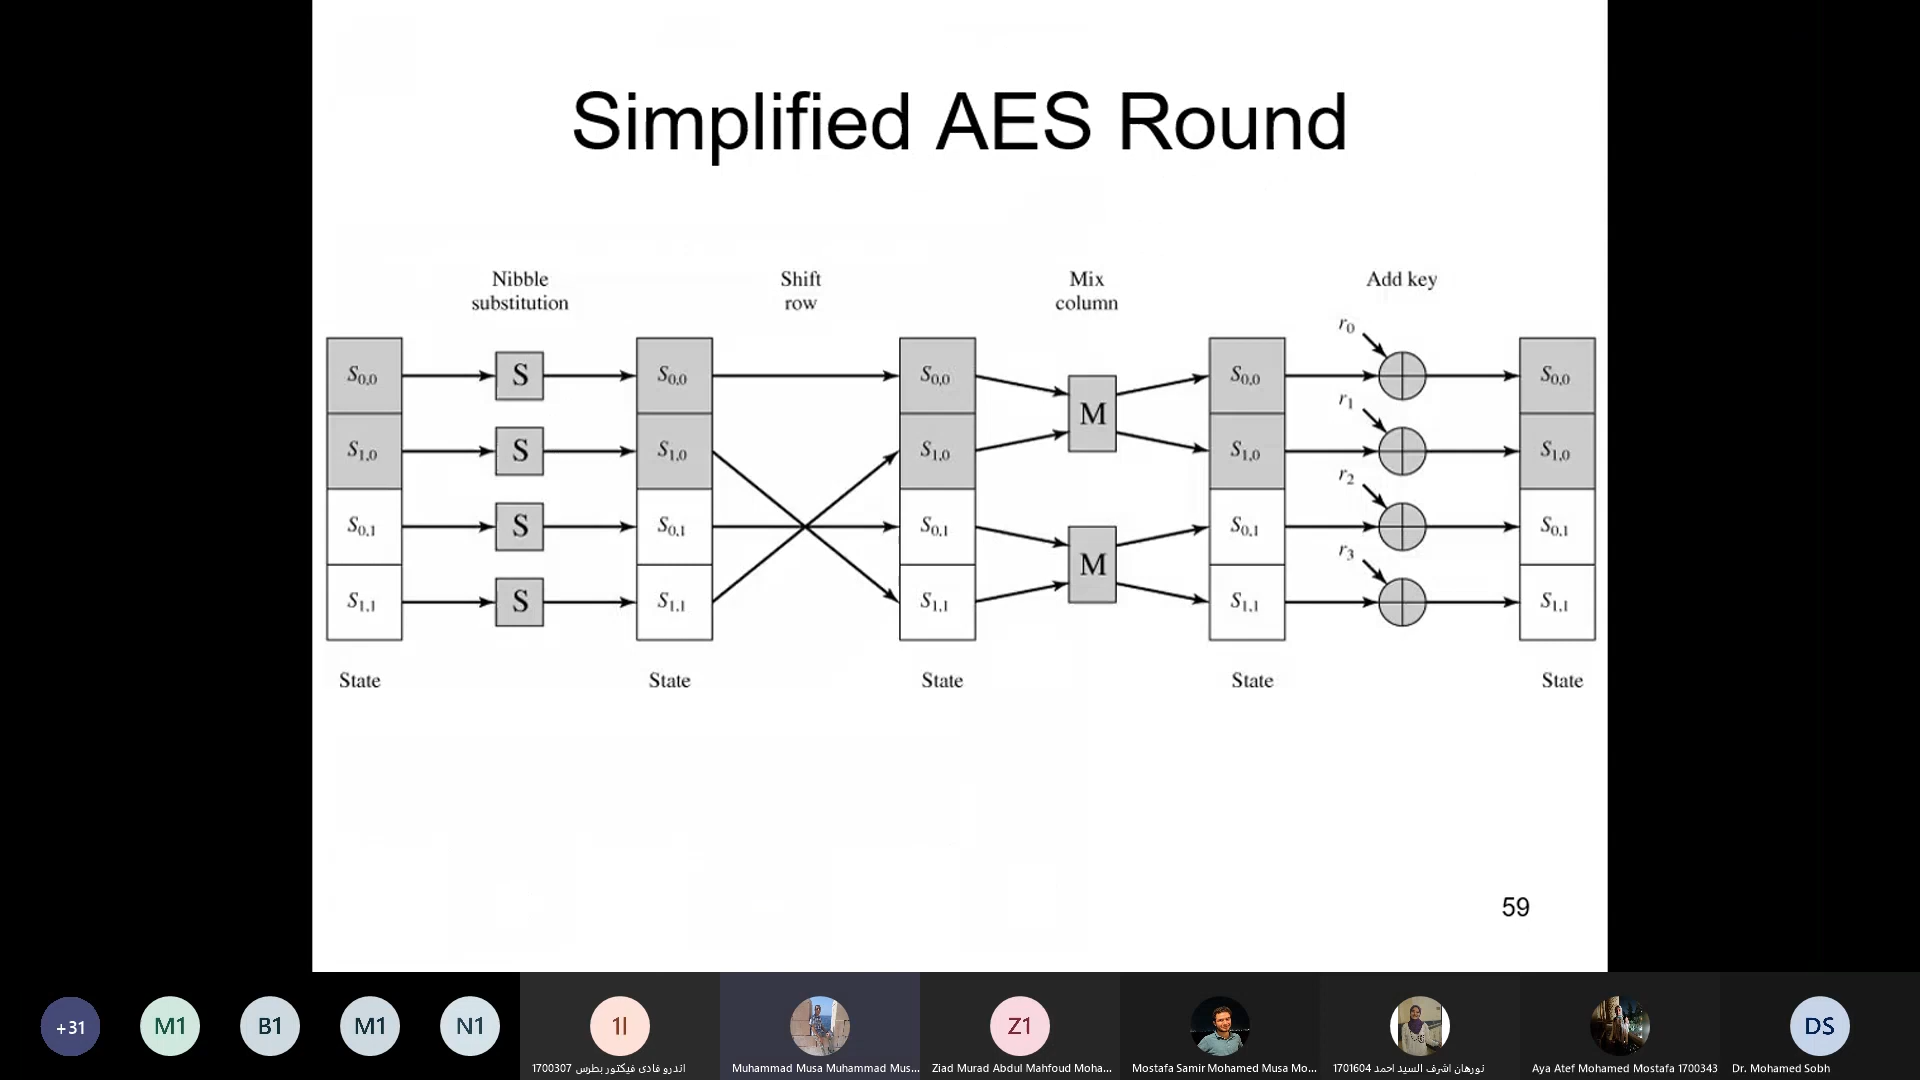 Simplified AES Round
Nibble
substitution
Shift
row
Mix
column
Add key
r0
r1
r2
r3
S0,0 S S0,0 S0,0 M S0,0 S0,0
S1,0 S S1,0 S1,0 S1,0 S1,0
S0,1 S S0,1 S0,1 M S0,1 S0,1
S1,1 S S1,1 S1,1 S1,1 S1,1
State State State State State
59
+31 M1 B1 M1 N1 1ا Z1 DS
اندرو فادى فيكتور بطرس 1700307
Muhammad Musa Muhammad Mus...
Ziad Murad Abdul Mahfoud Moha...
Mostafa Samir Mohamed Musa Mo...
نورهان اشرف السيد احمد 1701604
Aya Atef Mohamed Mostafa 1700343
Dr. Mohamed Sobh